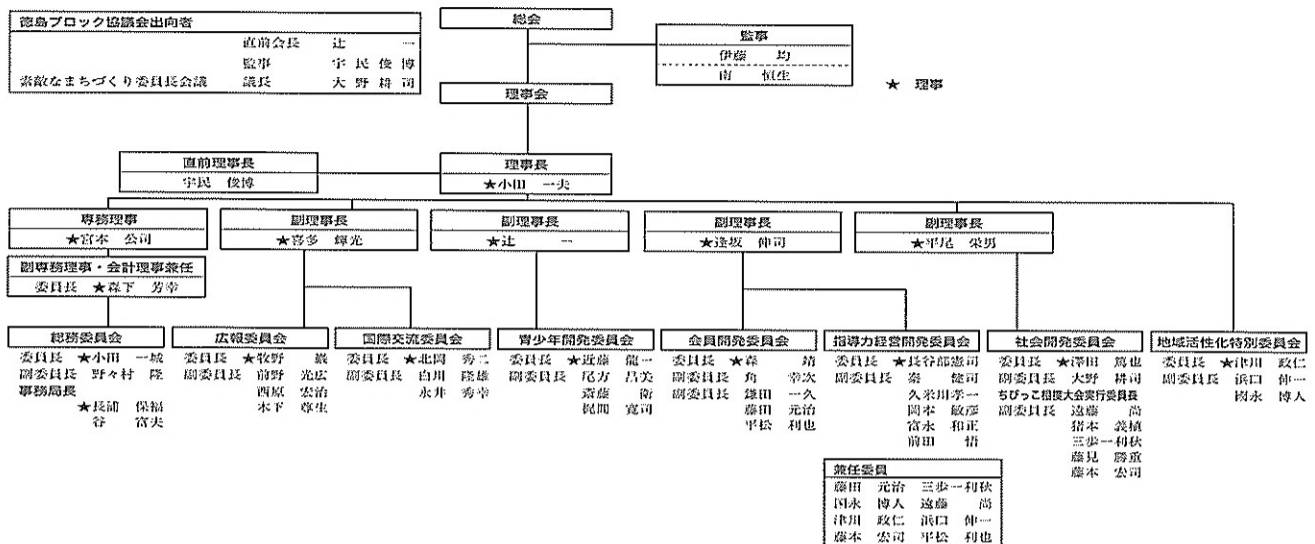 徳島ブロック協議会出向者
直前会長 辻 一
監事 宇民俊博
素敵なまちづくり委員長会議 議長 大野耕司
総会
監事
伊藤 均
南 恒生
★ 理事
理事会
直前理事長
宇民 俊博
理事長
★小田 一夫
専務理事
★宮本 公司
副理事長
★喜多 輝光
副理事長
★辻 一
副理事長
★逢坂 伸司
副理事長
★平尾 栄男
副専務理事・会計理事兼任
委員長 ★森下 芳幸
総務委員会
委員長 ★小田 一城
副委員長 野々村 隆
事務局長
★長浦 保福
谷 富夫
広報委員会
委員長 ★牧野 巌
副委員長 前野 光広
西原 宏治
木下 尊生
国際交流委員会
委員長 ★北岡 秀二
副委員長 白川 隆雄
永井 秀幸
青少年開発委員会
委員長 ★近藤 龍一
副委員長 尾方 昌美
斎藤 衛
梶間 寛司
会員開発委員会
委員長 ★森 靖
副委員長 角 幸次
副委員長 鎌田 一久
藤田 元治
平松 利也
指導力経営開発委員会
委員長 ★長谷部憲司
副委員長 秦 健司
久米川孝一
岡本 敏彦
富永 和正
前田 悟
社会開発委員会
委員長 ★澤田 篤也
副委員長 大野 耕司
ちびっこ相撲大会実行委員長
副委員長 遠藤 尚
猪本 義植
三歩一利秋
藤見 勝重
藤本 宏司
地域活性化特別委員会
委員長 ★津川 政仁
副委員長 浜口 伸一
國永 博人
兼任委員
藤田 元治 三歩一利秋
国永 博人 遠藤 尚
津川 政仁 浜口 伸一
藤本 宏司 平松 利也